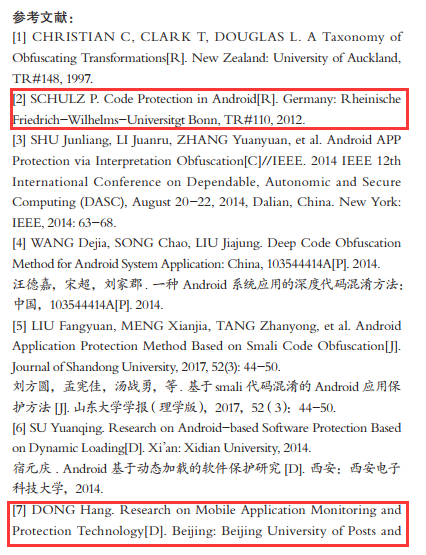 参考文献：
[1] CHRISTIAN C, CLARK T, DOUGLAS L. A Taxonomy of
Obfuscating Transformations[R]. New Zealand: University of Auckland,
TR#148, 1997.
[2] SCHULZ P. Code Protection in Android[R]. Germany: Rheinische
Friedrich-Wilhelms-Universitgt Bonn, TR#110, 2012.
[3] SHU Junliang, LI Juanru, ZHANG Yuanyuan, et al. Android APP
Protection via Interpretation Obfuscation[C]//IEEE. 2014 IEEE 12th
International Conference on Dependable, Autonomic and Secure
Computing (DASC), August 20-22, 2014, Dalian, China. New York:
IEEE, 2014: 63-68.
[4] WANG Dejia, SONG Chao, LIU Jiajung. Deep Code Obfuscation
Method for Android System Application: China, 103544414A[P]. 2014.
汪德嘉，宋超，刘家郡 . 一种 Android 系统应用的深度代码混淆方法：
中国，103544414A[P]. 2014.
[5] LIU Fangyuan, MENG Xianjia, TANG Zhanyong, et al. Android
Application Protection Method Based on Smali Code Obfuscation[J].
Journal of Shandong University, 2017, 52(3): 44-50.
刘方圆，孟宪佳，汤战勇，等 . 基于 smali 代码混淆的 Android 应用保
护方法 [J]. 山东大学学报（理学版），2017，52（3）：44-50.
[6] SU Yuanqing. Research on Android-based Software Protection Based
on Dynamic Loading[D]. Xi'an: Xidian University, 2014.
宿元庆 . Android 基于动态加载的软件保护研究 [D]. 西安：西安电子
科技大学，2014.
[7] DONG Hang. Research on Mobile Application Monitoring and
Protection Technology[D]. Beijing: Beijing University of Posts and